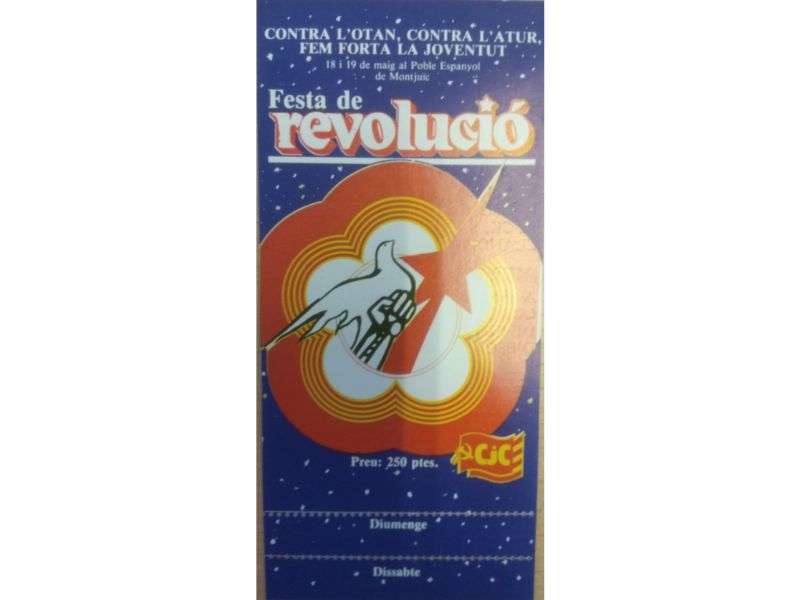 CONTRA L'OTAN, CONTRA L'ATUR,
FEM FORTA LA JOVENTUT
18 i 19 de maig al Poble Espanyol
de Montjuïc
Festa de
revolució
Preu: 250 ptes.
CJC
Diumenge
Dissabte